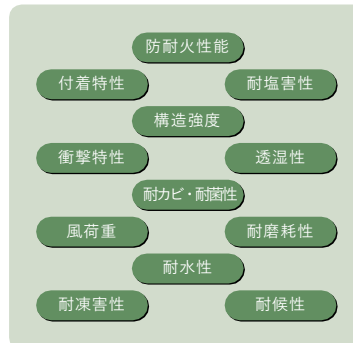 防耐火性能
付着特性
耐塩害性
構造強度
衝撃特性
透湿性
耐カビ・耐菌性
風荷重
耐磨耗性
耐水性
耐凍害性
耐候性